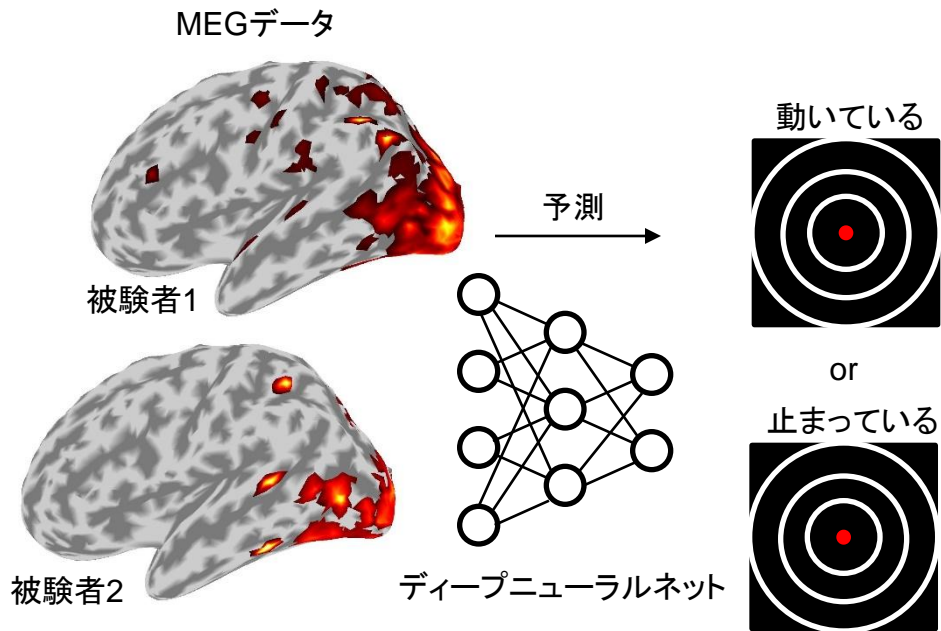 MEGデータ
被験者1
被験者2
予測
ディープニューラルネット
動いている
or
止まっている